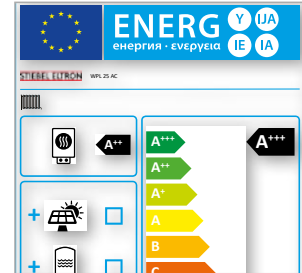 ENERG Y IJA
енергия · ενεργεια IE IA
STIEBEL ELTRON WPL 25 AC
A++
A+++
A+++
A++
A+
A
B
C
+
+